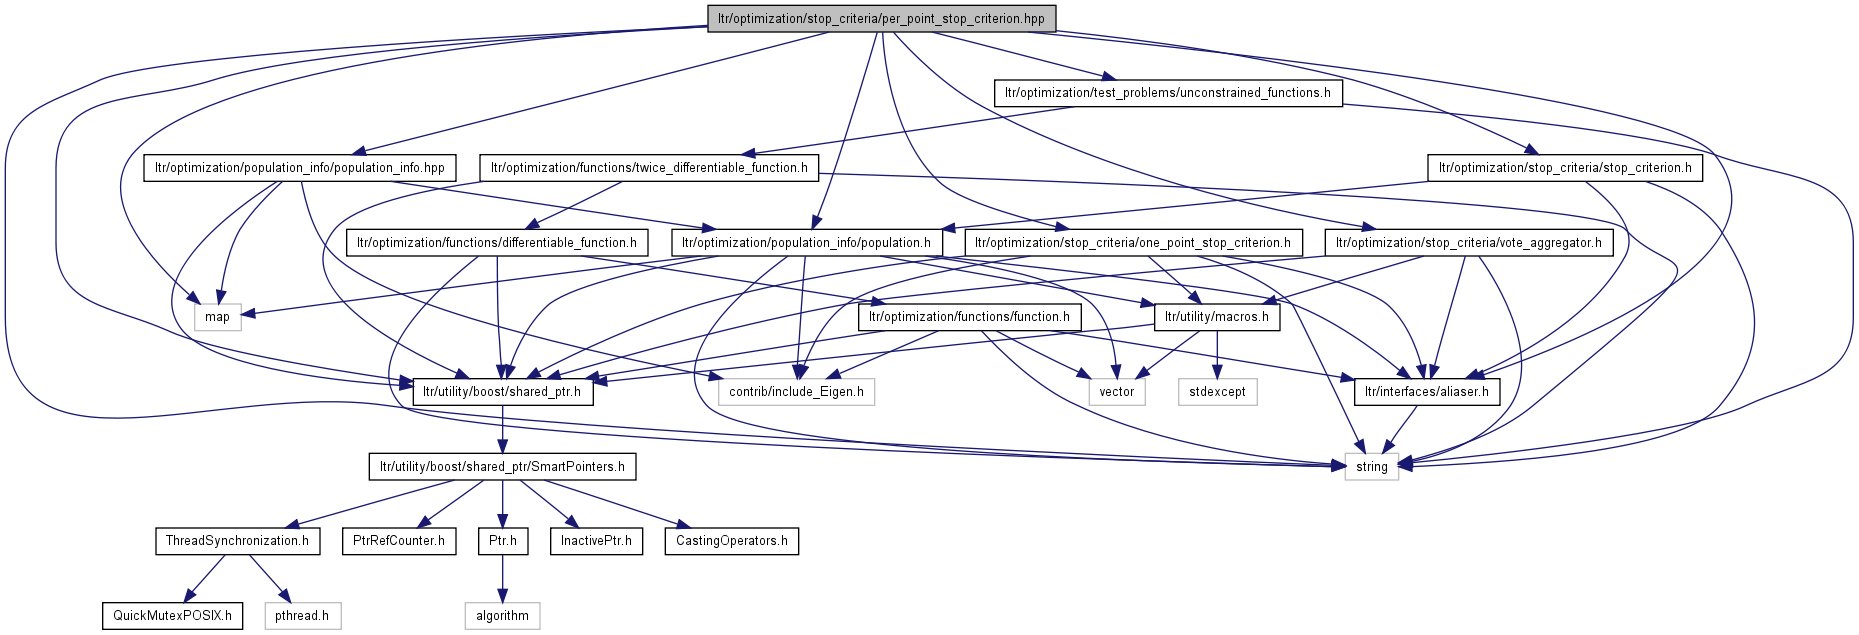 ltr/optimization/stop_criteria/per_point_stop_criterion.hpp
ltr/optimization/test_problems/unconstrained_functions.h
ltr/optimization/population_info/population_info.hpp
ltr/optimization/functions/twice_differentiable_function.h
ltr/optimization/stop_criteria/stop_criterion.h
ltr/optimization/functions/differentiable_function.h
ltr/optimization/population_info/population.h
ltr/optimization/stop_criteria/one_point_stop_criterion.h
ltr/optimization/stop_criteria/vote_aggregator.h
map
ltr/optimization/functions/function.h
ltr/utility/macros.h
ltr/utility/boost/shared_ptr.h
contrib/include_Eigen.h
vector
stdexcept
ltr/interfaces/aliaser.h
ltr/utility/boost/shared_ptr/SmartPointers.h
string
ThreadSynchronization.h
PtrRefCounter.h
Ptr.h
InactivePtr.h
CastingOperators.h
QuickMutexPOSIX.h
pthread.h
algorithm